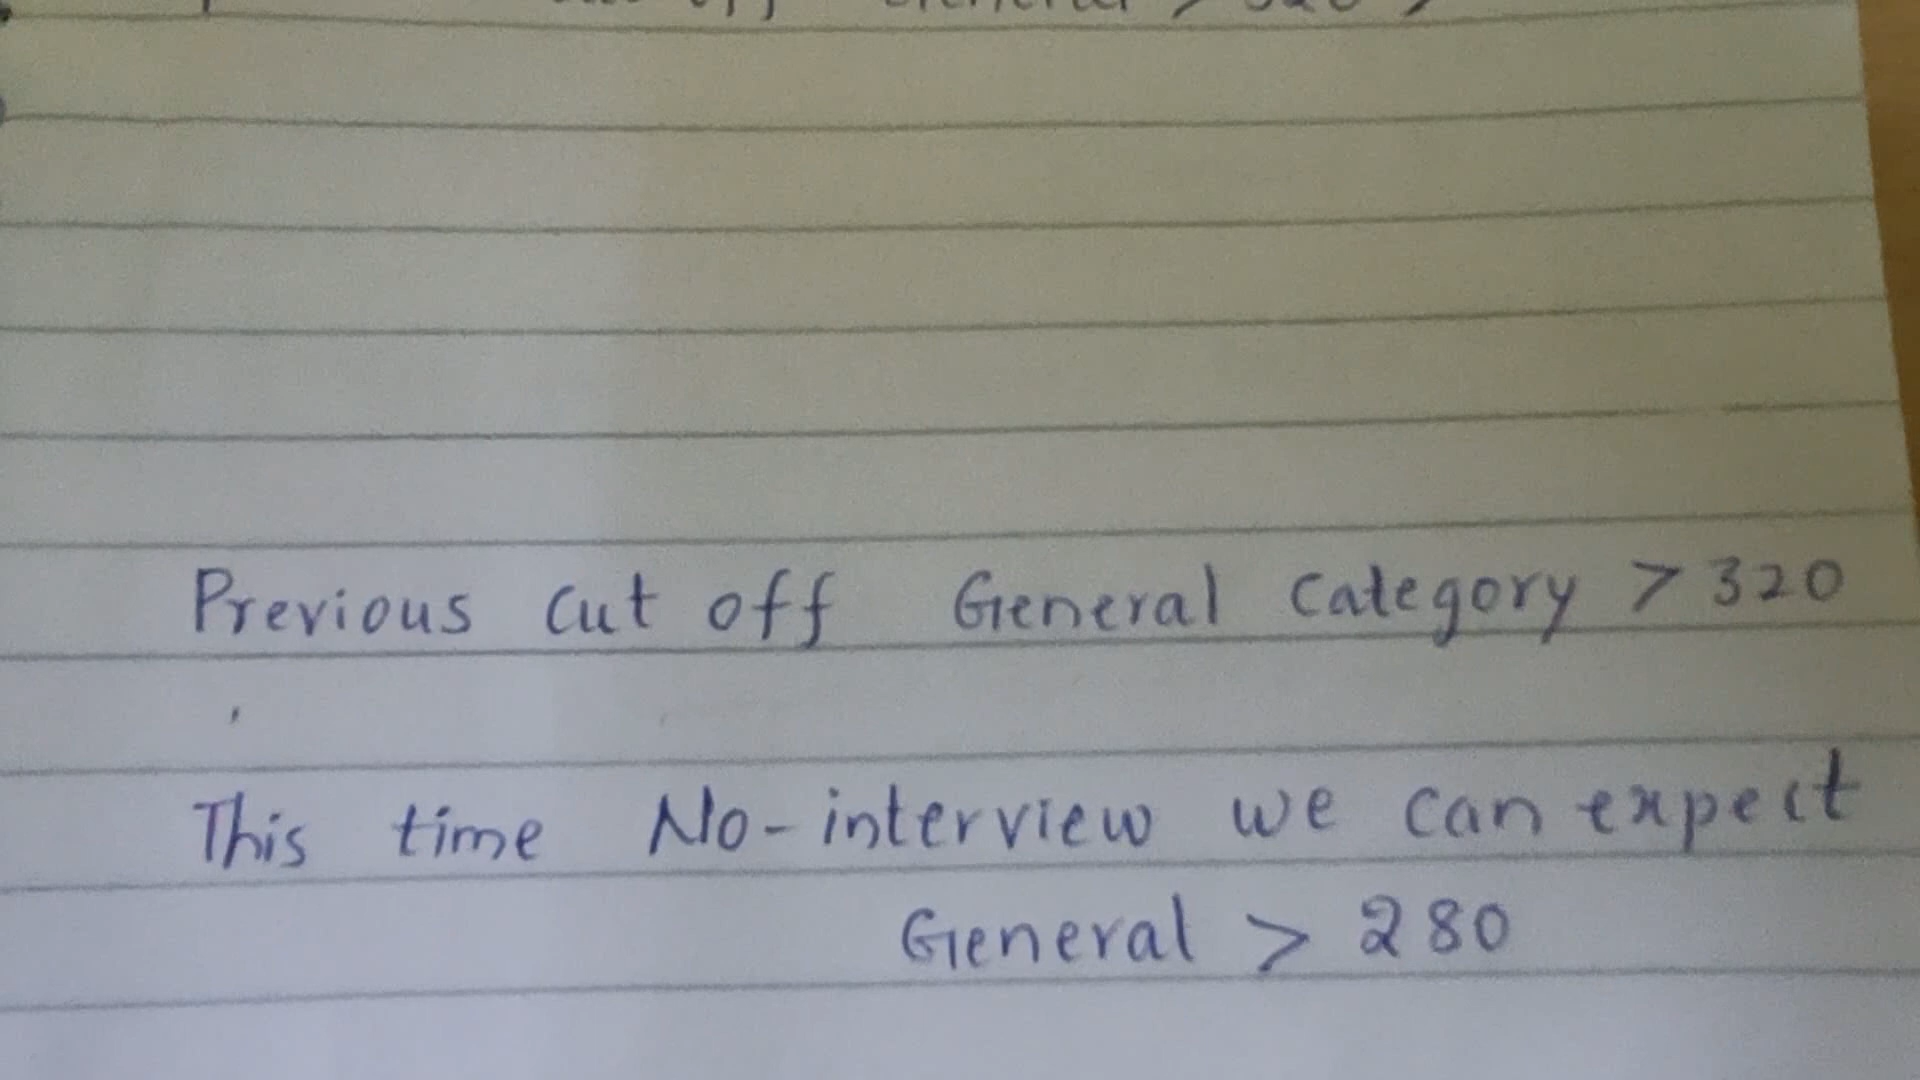 Previous cut off General Category > 320
This time No-interview we can expect
General > 280